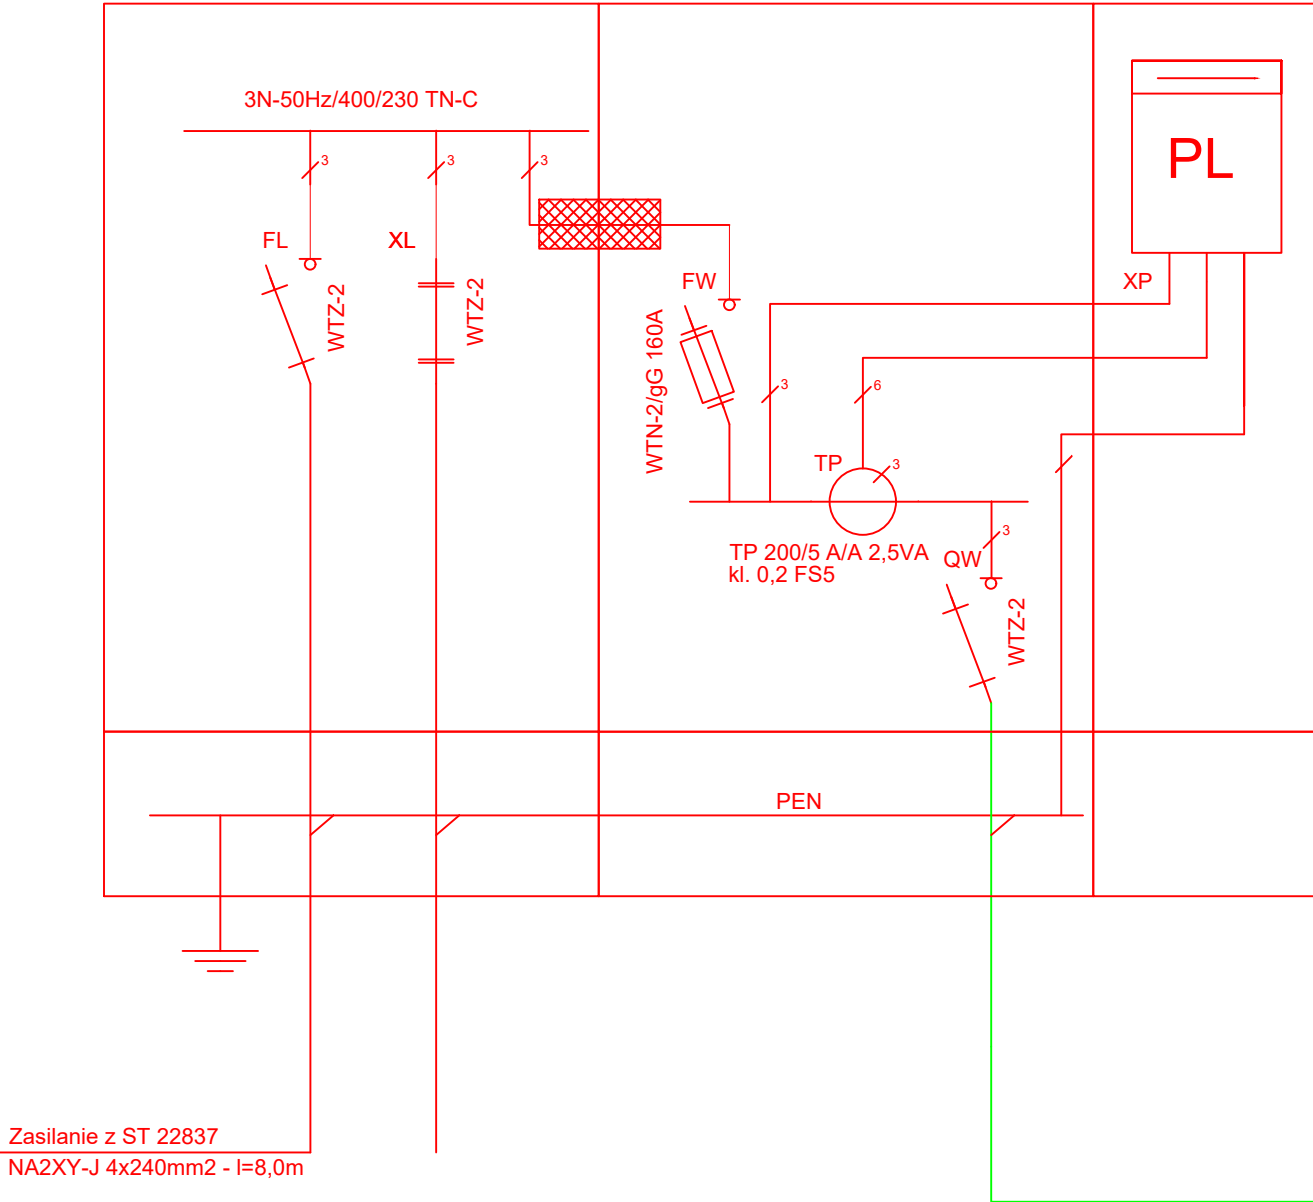 3N-50Hz/400/230 TN-C
3
3
3
PL
FL
XL
WTZ-2
WTZ-2
FW
XP
WTN-2/gG 160A
3
6
TP
3
TP 200/5 A/A 2,5VA
kl. 0,2 FS5
QW
3
WTZ-2
PEN
Zasilanie z ST 22837
NA2XY-J 4x240mm2 - l=8,0m